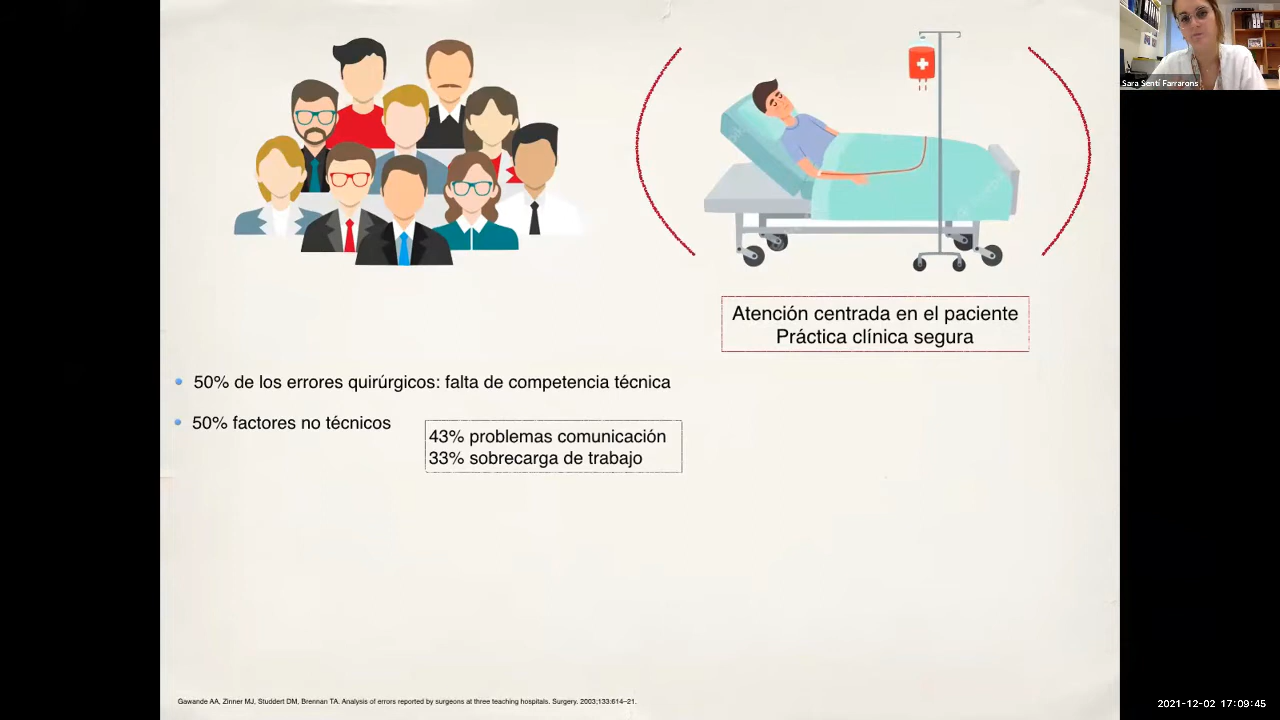 Sara Sentí Farrarons
Atención centrada en el paciente
Práctica clínica segura
50% de los errores quirúrgicos: falta de competencia técnica
50% factores no técnicos
43% problemas comunicación
33% sobrecarga de trabajo
Gawande AA, Zinner MJ, Studdert DM, Brennan TA. Analysis of errors reported by surgeons at three teaching hospitals. Surgery. 2003;133:614–21.
2021-12-02 17:09:45